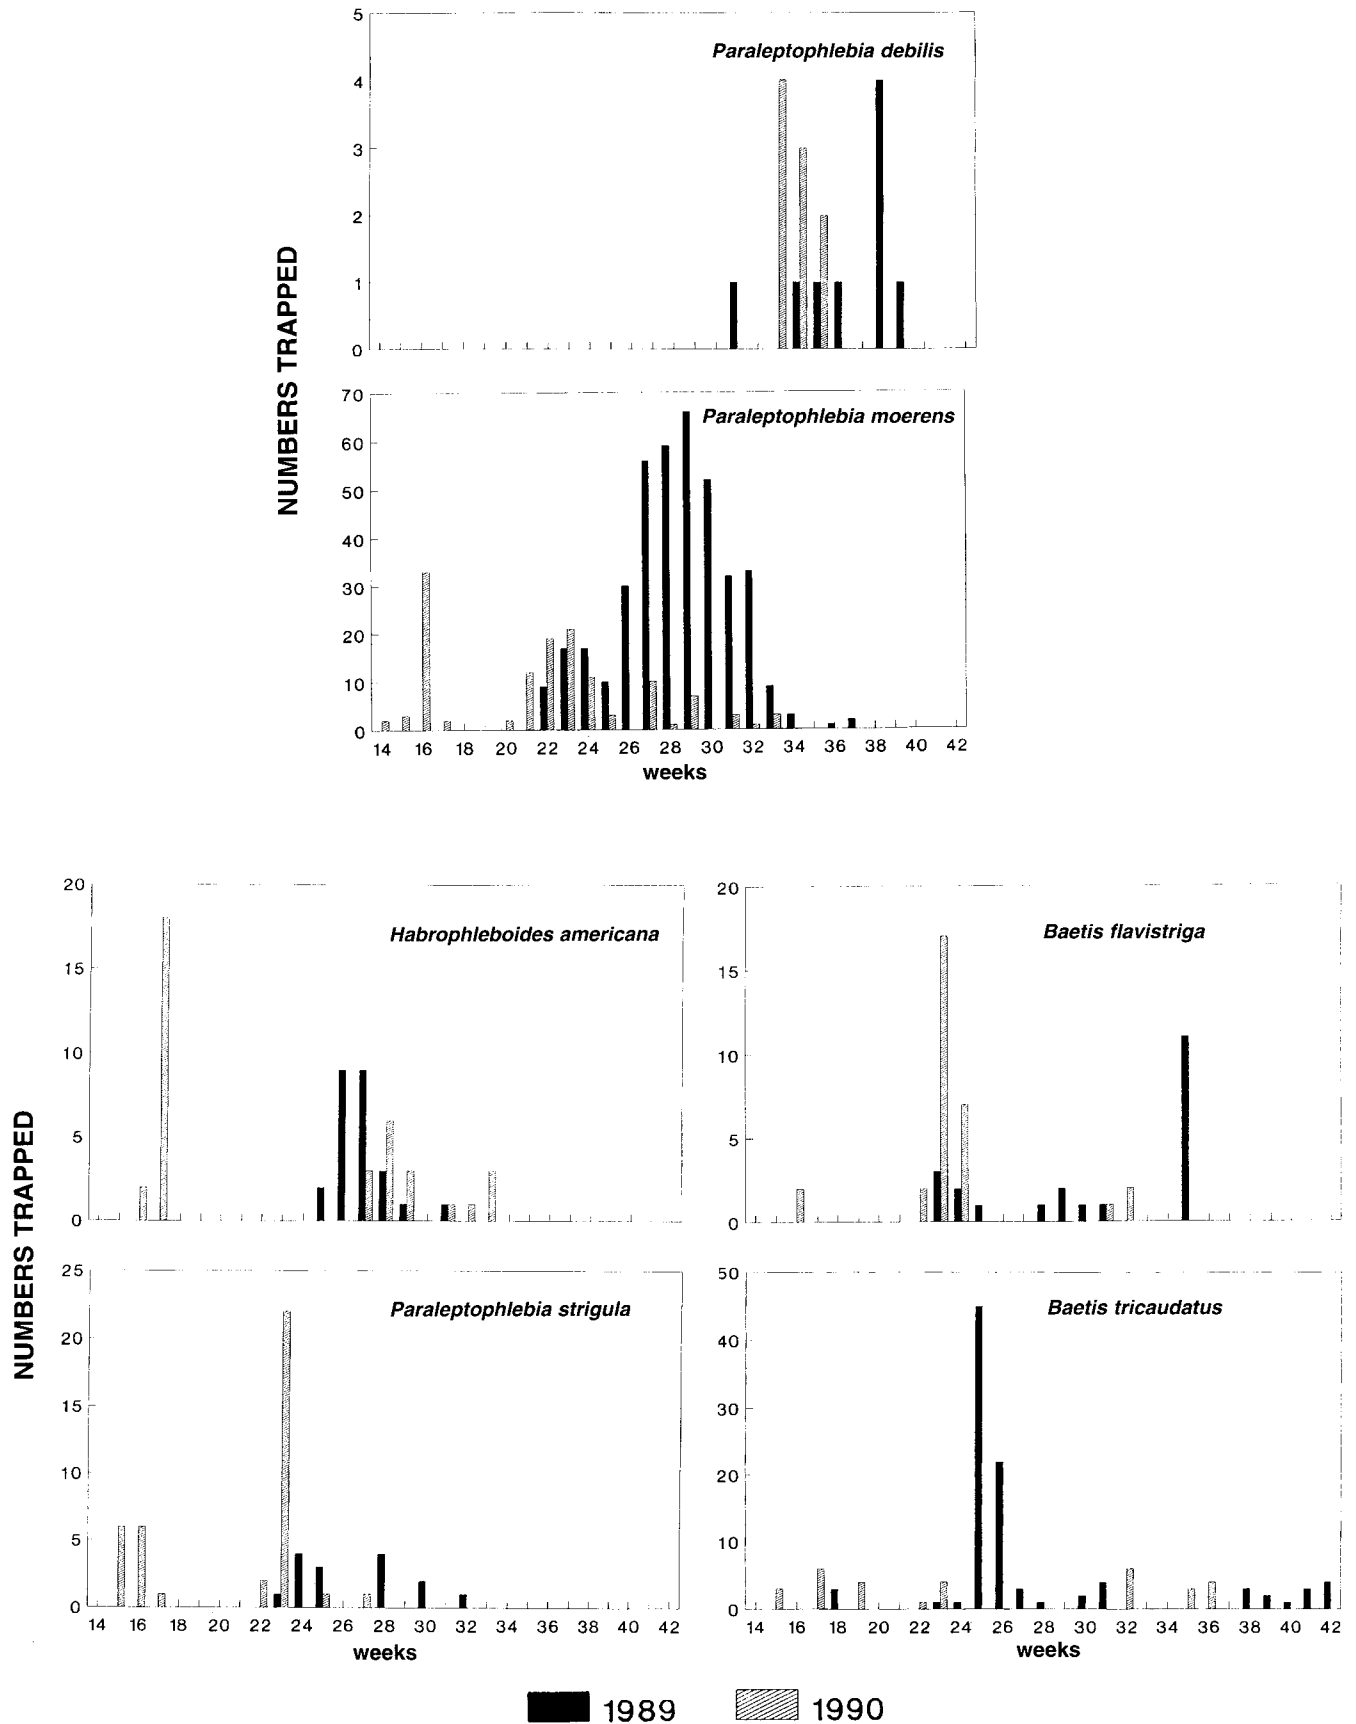 5
Paraleptophlebia debilis
4
3
2
1
0
NUMBERS TRAPPED
70
Paraleptophlebia moerens
60
50
40
30
20
10
0
14 16 18 20 22 24 26 28 30 32 34 36 38 40 42
weeks
20
Habrophleboides americana
15
10
5
0
20
Baetis flavistriga
15
10
5
0
NUMBERS TRAPPED
25
Paraleptophlebia strigula
20
15
10
5
0
14 16 18 20 22 24 26 28 30 32 34 36 38 40 42
weeks
50
Baetis tricaudatus
40
30
20
10
0
14 16 18 20 22 24 26 28 30 32 34 36 38 40 42
weeks
1989 1990